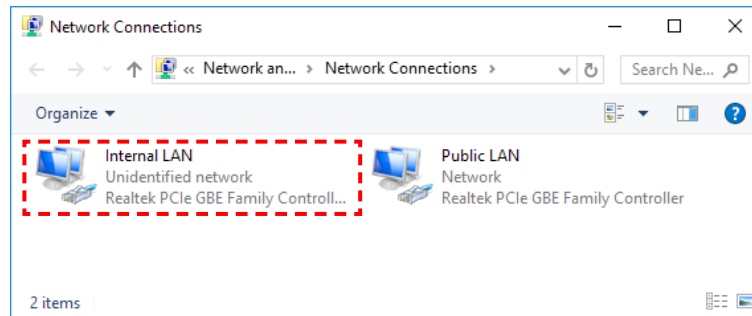 Network Connections
« Network an... › Network Connections ›
Search Ne...
Organize
Internal LAN
Unidentified network
Realtek PCIe GBE Family Controll...
Public LAN
Network
Realtek PCIe GBE Family Controller
2 items